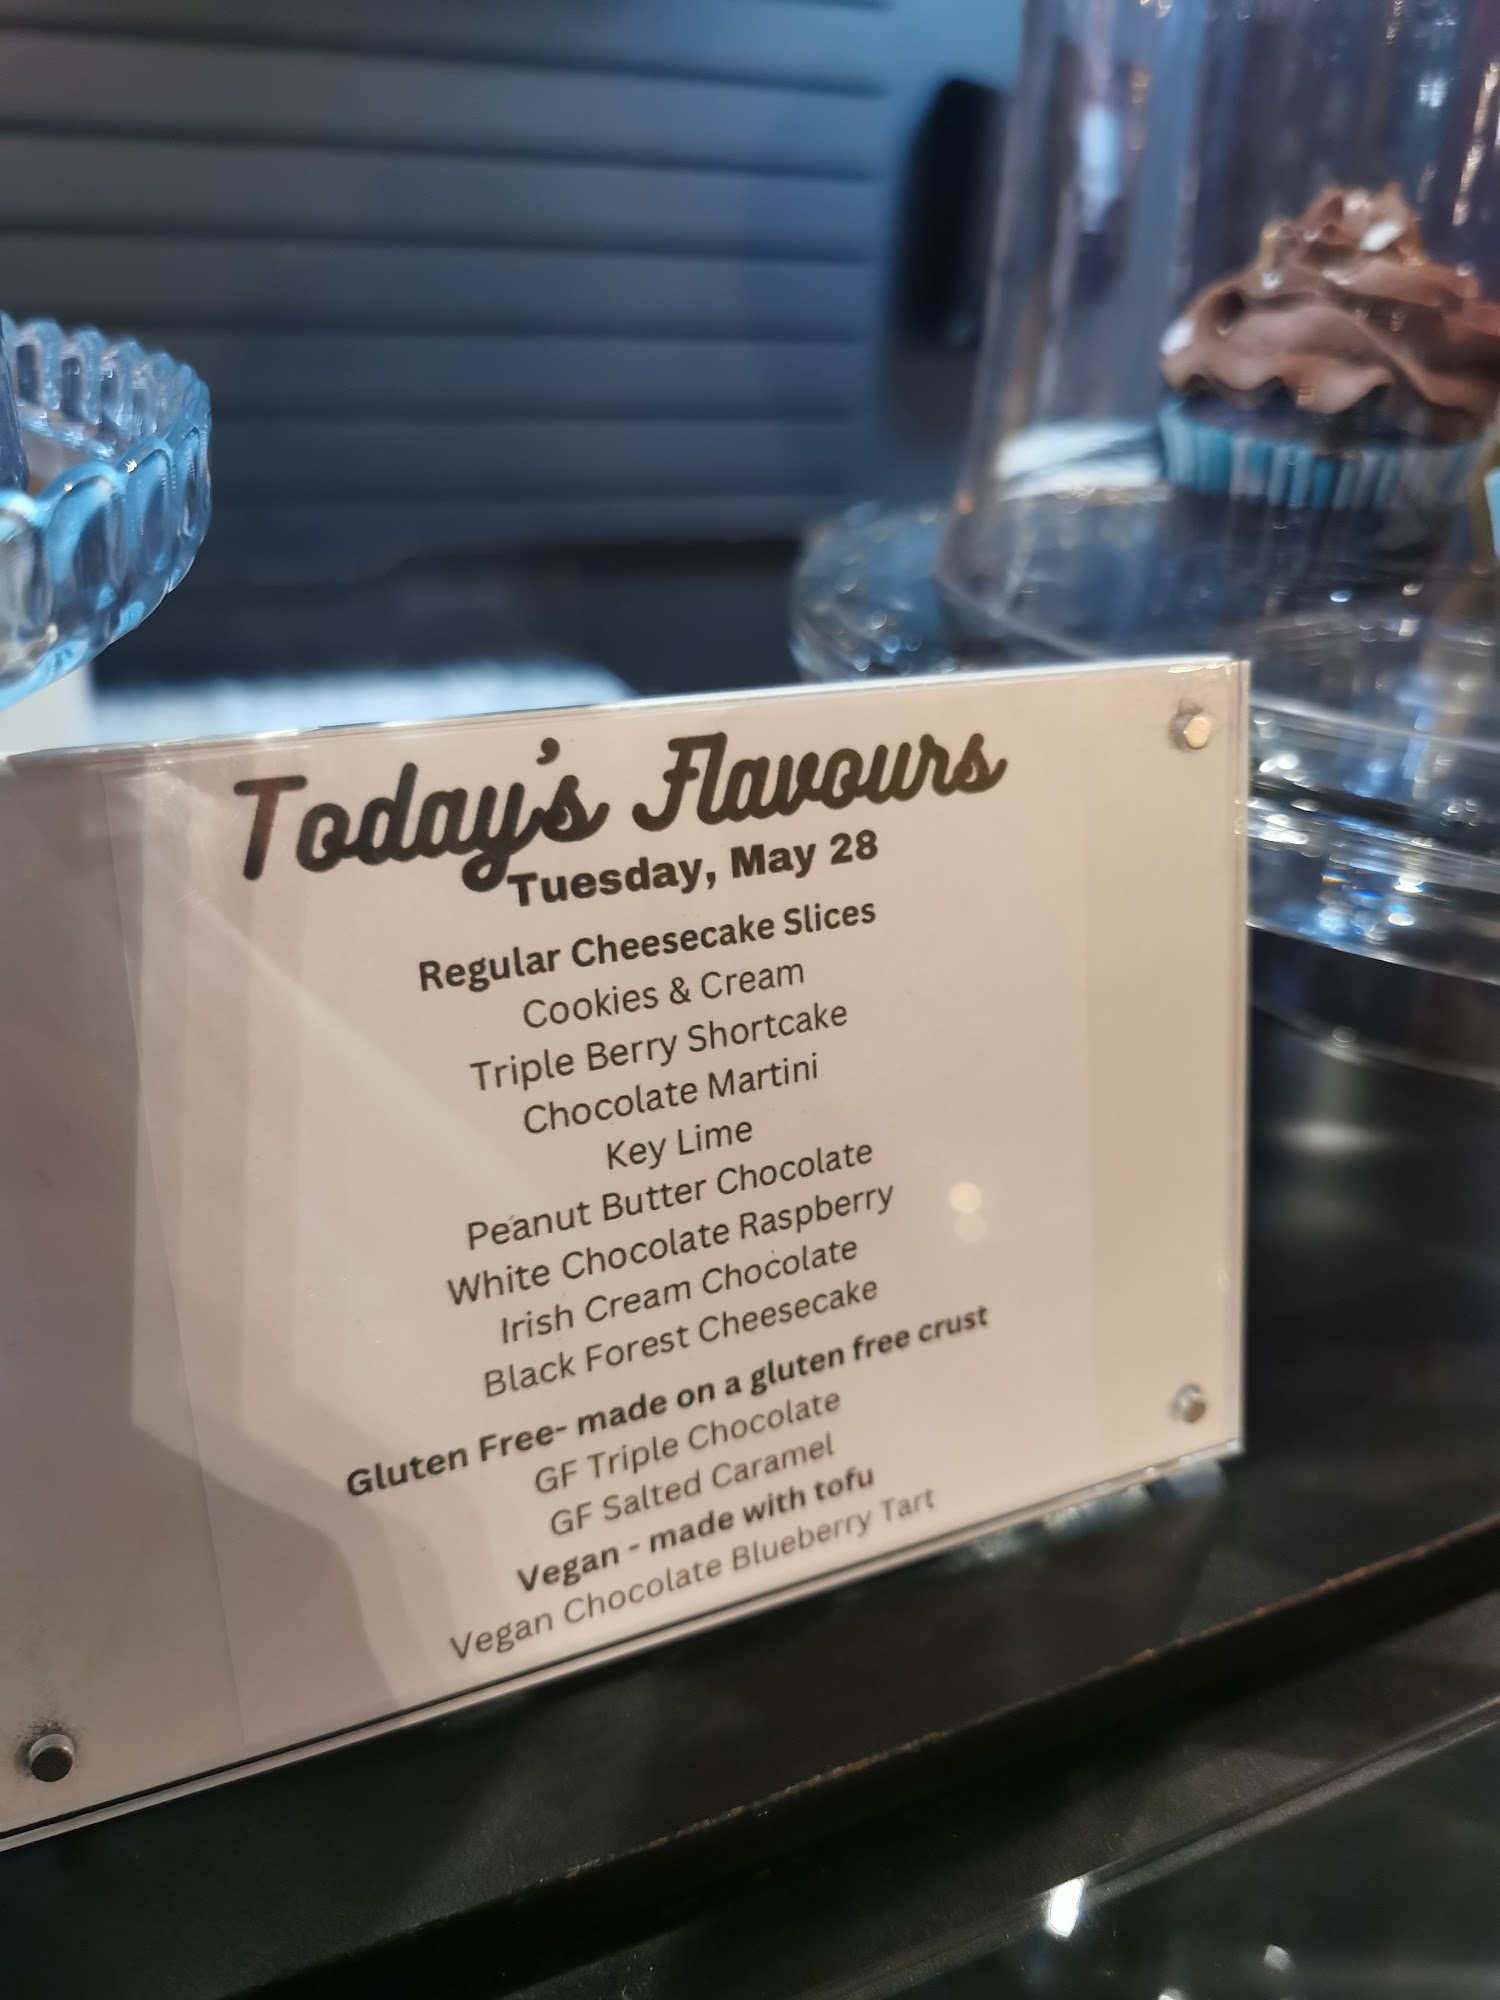 Today's Flavours
Tuesday, May 28
Regular Cheesecake Slices
Cookies & Cream
Triple Berry Shortcake
Chocolate Martini
Key Lime
Peanut Butter Chocolate
White Chocolate Raspberry
Irish Cream Chocolate
Black Forest Cheesecake
Gluten Free- made on a gluten free crust
GF Triple Chocolate
GF Salted Caramel
Vegan - made with tofu
Vegan Chocolate Blueberry Tart